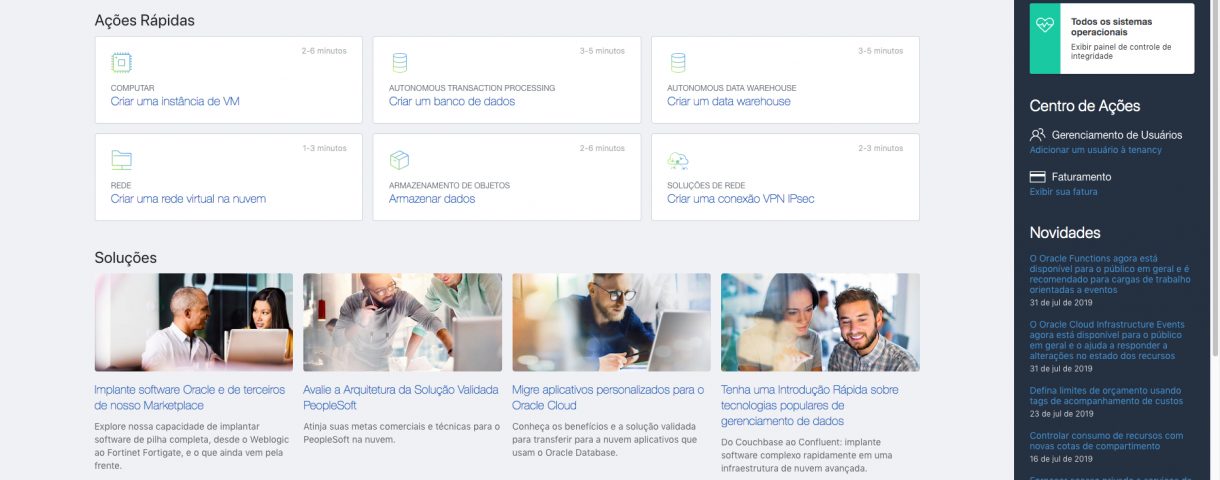 Ações Rápidas
2-6 minutos
COMPUTAR
Criar uma instância de VM
3-5 minutos
AUTONOMOUS TRANSACTION PROCESSING
Criar um banco de dados
3-5 minutos
AUTONOMOUS DATA WAREHOUSE
Criar um data warehouse
1-3 minutos
REDE
Criar uma rede virtual na nuvem
2-6 minutos
ARMAZENAMENTO DE OBJETOS
Armazenar dados
2-3 minutos
SOLUÇÕES DE REDE
Criar uma conexão VPN IPsec
Soluções
Implante software Oracle e de terceiros
de nosso Marketplace
Explore nossa capacidade de implantar
software de pilha completa, desde o Weblogic
ao Fortinet Fortigate, e o que ainda vem pela
frente.
Avalie a Arquitetura da Solução Validada
PeopleSoft
Atinja suas metas comerciais e técnicas para o
PeopleSoft na nuvem.
Migre aplicativos personalizados para o
Oracle Cloud
Conheça os benefícios e a solução validada
para transferir para a nuvem aplicativos que
usam o Oracle Database.
Tenha uma Introdução Rápida sobre
tecnologias populares de
gerenciamento de dados
Do Couchbase ao Confluent: implante
software complexo rapidamente em uma
infraestrutura de nuvem avançada.
Todos os sistemas
operacionais
Exibir painel de controle de
integridade
Centro de Ações
Gerenciamento de Usuários
Adicionar um usuário à tenancy
Faturamento
Exibir sua fatura
Novidades
O Oracle Functions agora está
disponível para o público em geral e é
recomendado para cargas de trabalho
orientadas a eventos
31 de jul de 2019
O Oracle Cloud Infrastructure Events
agora está disponível para o público
em geral e o ajuda a responder a
alterações no estado dos recursos
31 de jul de 2019
Defina limites de orçamento usando
tags de acompanhamento de custos
23 de jul de 2019
Controlar consumo de recursos com
novas cotas de compartimento
16 de jul de 2019